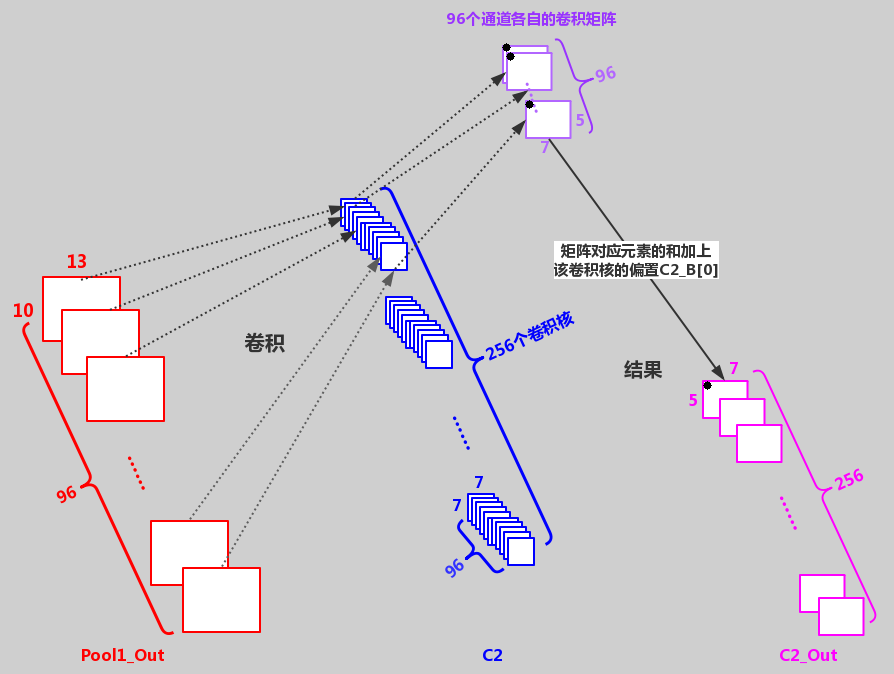 96个通道各自的卷积矩阵
96
5
7
矩阵对应元素的和加上
该卷积核的偏置C2_B[0]
13
10
卷积
256个卷积核
结果
7
5
96
7
7
96
256
Pool1_Out
C2
C2_Out